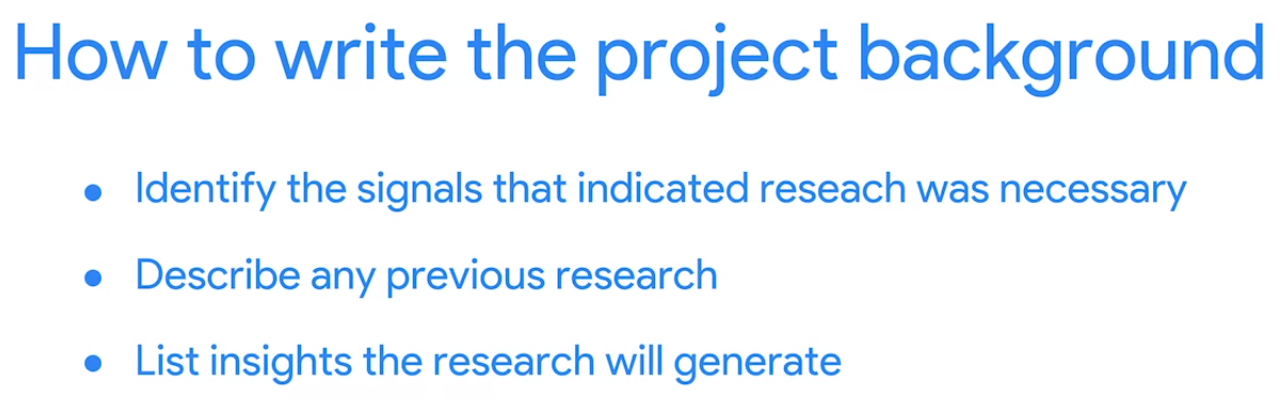 How to write the project background
● Identify the signals that indicated reseach was necessary
● Describe any previous research
● List insights the research will generate